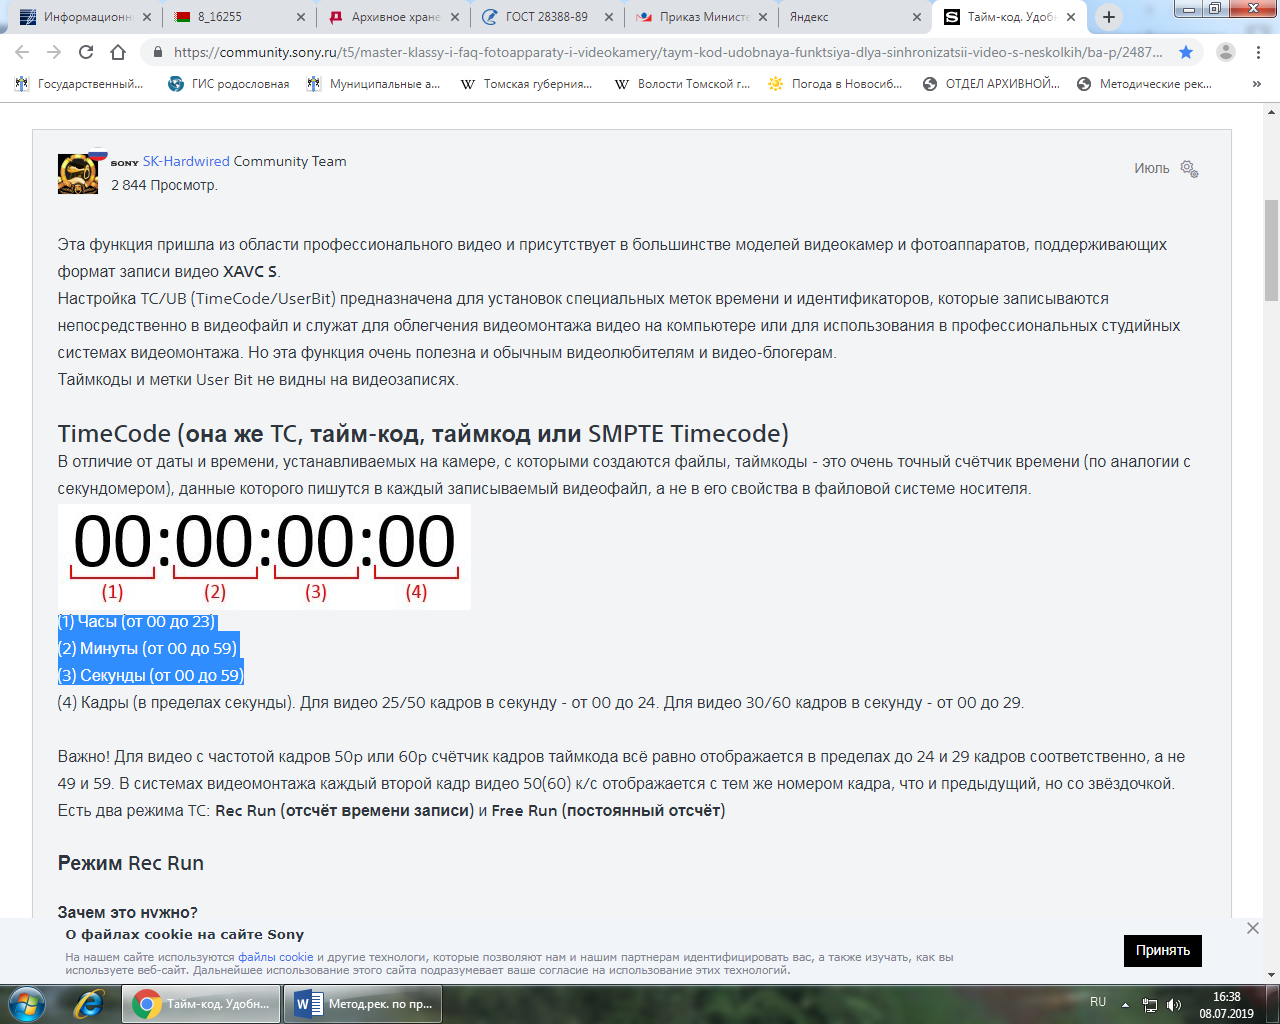 Информационн
8_16255
Архивное хране
ГОСТ 28388-89
Приказ Министе
Яндекс
Тайм-код. Удобн
https://community.sony.ru/t5/master-klassy-i-faq-fotoapparaty-i-videokamery/taym-kod-udobnaya-funktsiya-dlya-sinhronizatsii-video-s-neskolkih/ba-p/2487...
Государственный...
ГИС родословная
Муниципальные а...
Томская губерния...
Волости Томской г...
Погода в Новосиб...
ОТДЕЛ АРХИВНОЙ...
Методические рек...
»
SONY SK-Hardwired Community Team
2 844 Просмотр.
Июль
Эта функция пришла из области профессионального видео и присутствует в большинстве моделей видеокамер и фотоаппаратов, поддерживающих
формат записи видео XAVC S.
Настройка TC/UB (TimeCode/UserBit) предназначена для установок специальных меток времени и идентификаторов, которые записываются
непосредственно в видеофайл и служат для облегчения видеомонтажа видео на компьютере или для использования в профессиональных студийных
системах видеомонтажа. Но эта функция очень полезна и обычным видеолюбителям и видео-блогерам.
Таймкоды и метки User Bit не видны на видеозаписях.
TimeCode (она же TC, тайм-код, таймкод или SMPTE Timecode)
В отличие от даты и времени, устанавливаемых на камере, с которыми создаются файлы, таймкоды - это очень точный счётчик времени (по аналогии с
секундомером), данные которого пишутся в каждый записываемый видеофайл, а не в его свойства в файловой системе носителя.
00:00:00:00
(1) (2) (3) (4)
(1) Часы (от 00 до 23)
(2) Минуты (от 00 до 59)
(3) Секунды (от 00 до 59)
(4) Кадры (в пределах секунды). Для видео 25/50 кадров в секунду - от 00 до 24. Для видео 30/60 кадров в секунду - от 00 до 29.
Важно! Для видео с частотой кадров 50p или 60p счётчик кадров таймкода всё равно отображается в пределах до 24 и 29 кадров соответственно, а не
49 и 59. В системах видеомонтажа каждый второй кадр видео 50(60) к/с отображается с тем же номером кадра, что и предыдущий, но со звёздочкой.
Есть два режима TC: Rec Run (отсчёт времени записи) и Free Run (постоянный отсчёт)
Режим Rec Run
Зачем это нужно?
О файлах cookie на сайте Sony
На нашем сайте используются файлы cookie и другие технологи, которые позволяют нам и нашим партнерам идентифицировать вас, а также изучать, как вы
используете веб-сайт. Дальнейшее использование этого сайта подразумевает ваше согласие на использование этих технологий.
Принять
Тайм-код. Удобн...
Метод.рек. по пр...
RU
16:38
08.07.2019